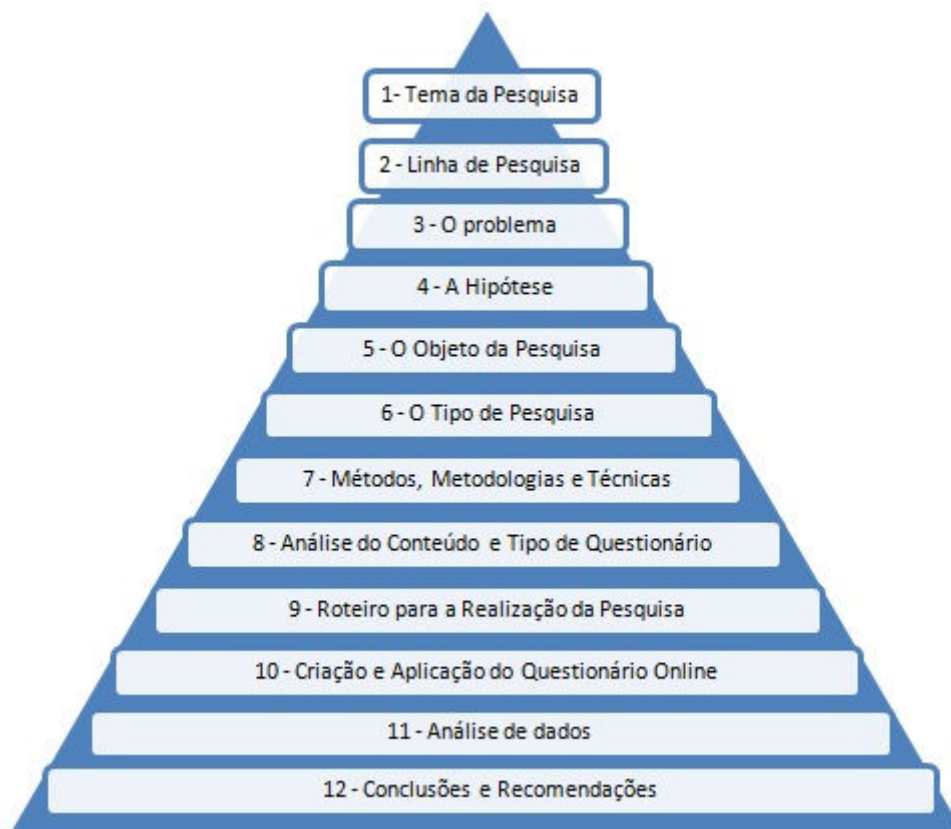 1- Tema da Pesquisa
2 - Linha de Pesquisa
3 - O problema
4 - A Hipótese
5 - O Objeto da Pesquisa
6 - O Tipo de Pesquisa
7 - Métodos, Metodologias e Técnicas
8 - Análise do Conteúdo e Tipo de Questionário
9 - Roteiro para a Realização da Pesquisa
10 - Criação e Aplicação do Questionário Online
11 - Análise de dados
12 - Conclusões e Recomendações